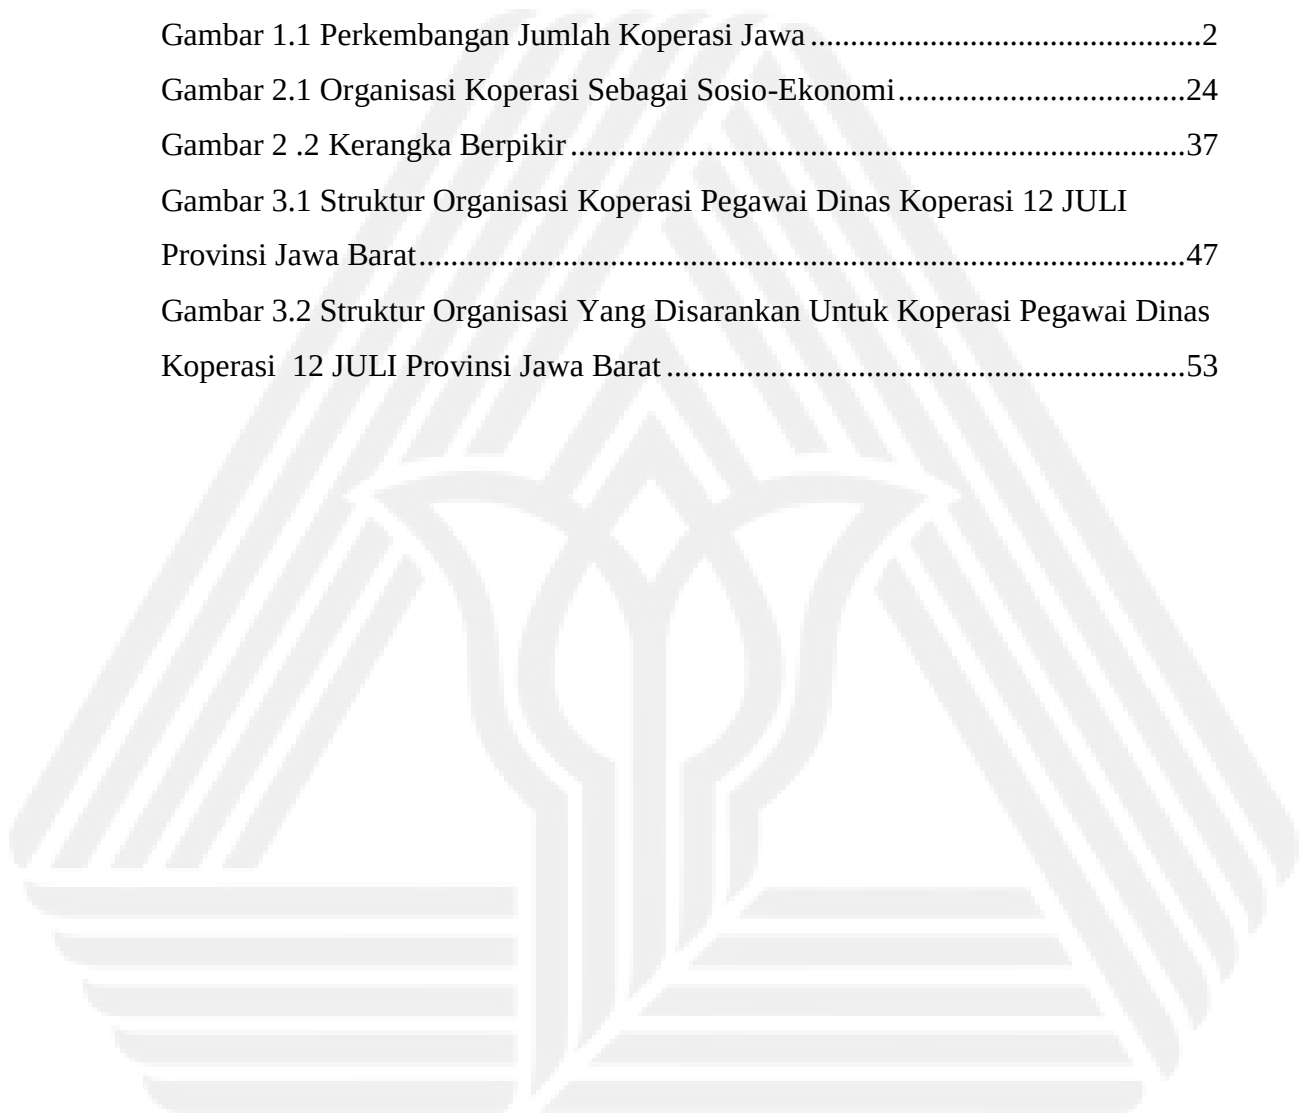 Gambar 1.1 Perkembangan Jumlah Koperasi Jawa................................................2
Gambar 2.1 Organisasi Koperasi Sebagai Sosio-Ekonomi...................................24
Gambar 2 .2 Kerangka Berpikir...........................................................................37
Gambar 3.1 Struktur Organisasi Koperasi Pegawai Dinas Koperasi 12 JULI
Provinsi Jawa Barat..............................................................................................47
Gambar 3.2 Struktur Organisasi Yang Disarankan Untuk Koperasi Pegawai Dinas
Koperasi  12 JULI Provinsi Jawa Barat................................................................53